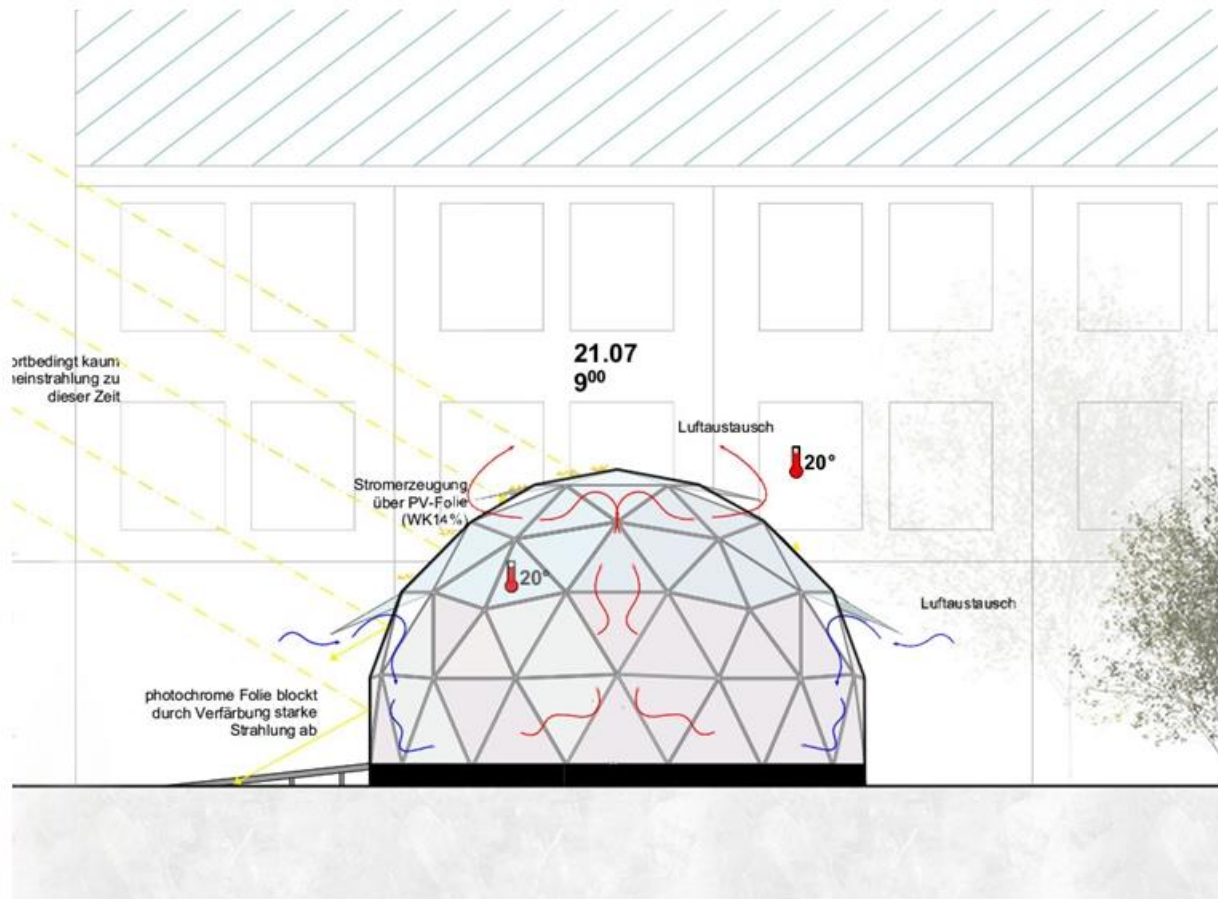 21.07
9⁰⁰
ortbedingt kaum
neinstrahlung zu
dieser Zeit
Luftaustausch
20°
Stromerzeugung
über PV-Folie
(WK14%)
20°
Luftaustausch
photochrome Folie blockt
durch Verfärbung starke
Strahlung ab